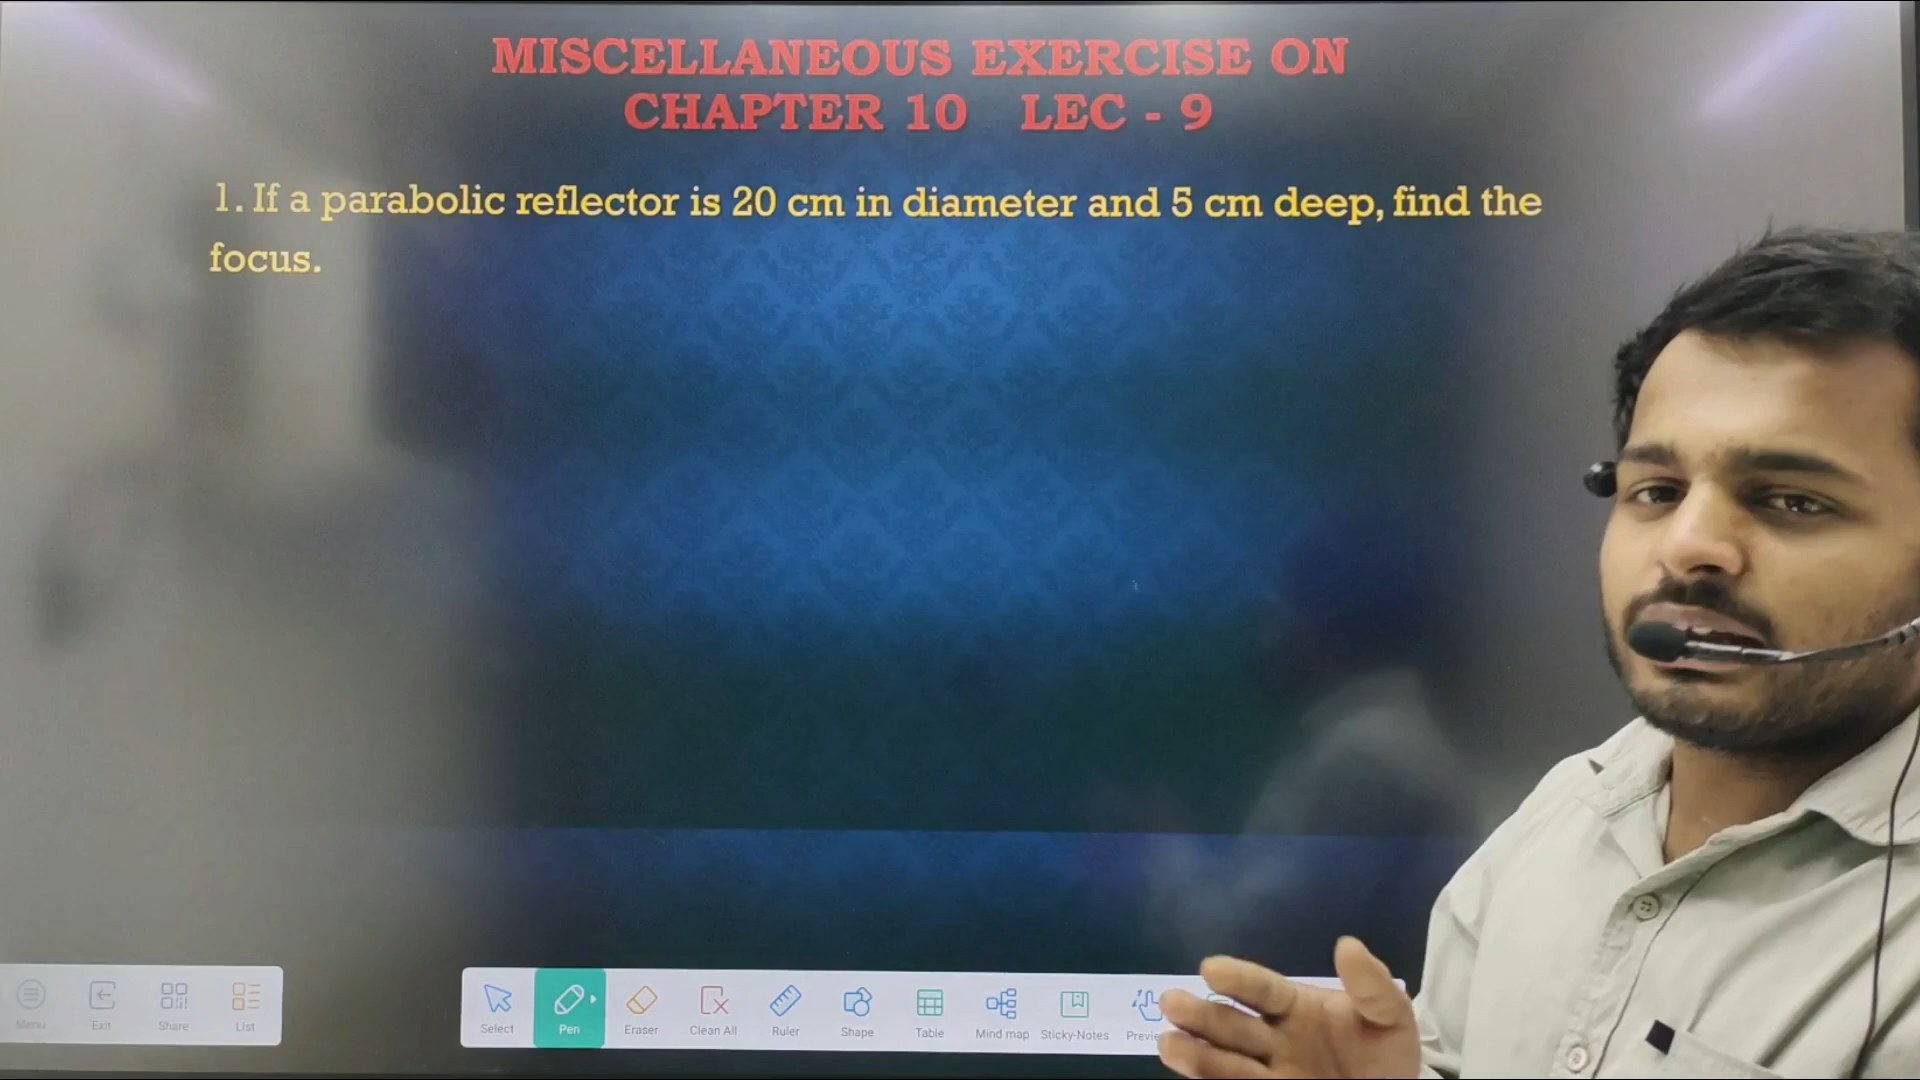 MISCELLANEOUS EXERCISE ON
CHAPTER 10 LEC - 9
1. If a parabolic reflector is 20 cm in diameter and 5 cm deep, find the
focus.
Menu
Exit
Share
List
Select
Pen
Eraser
Clean All
Ruler
Shape
Table
Mind map
Sticky-Notes